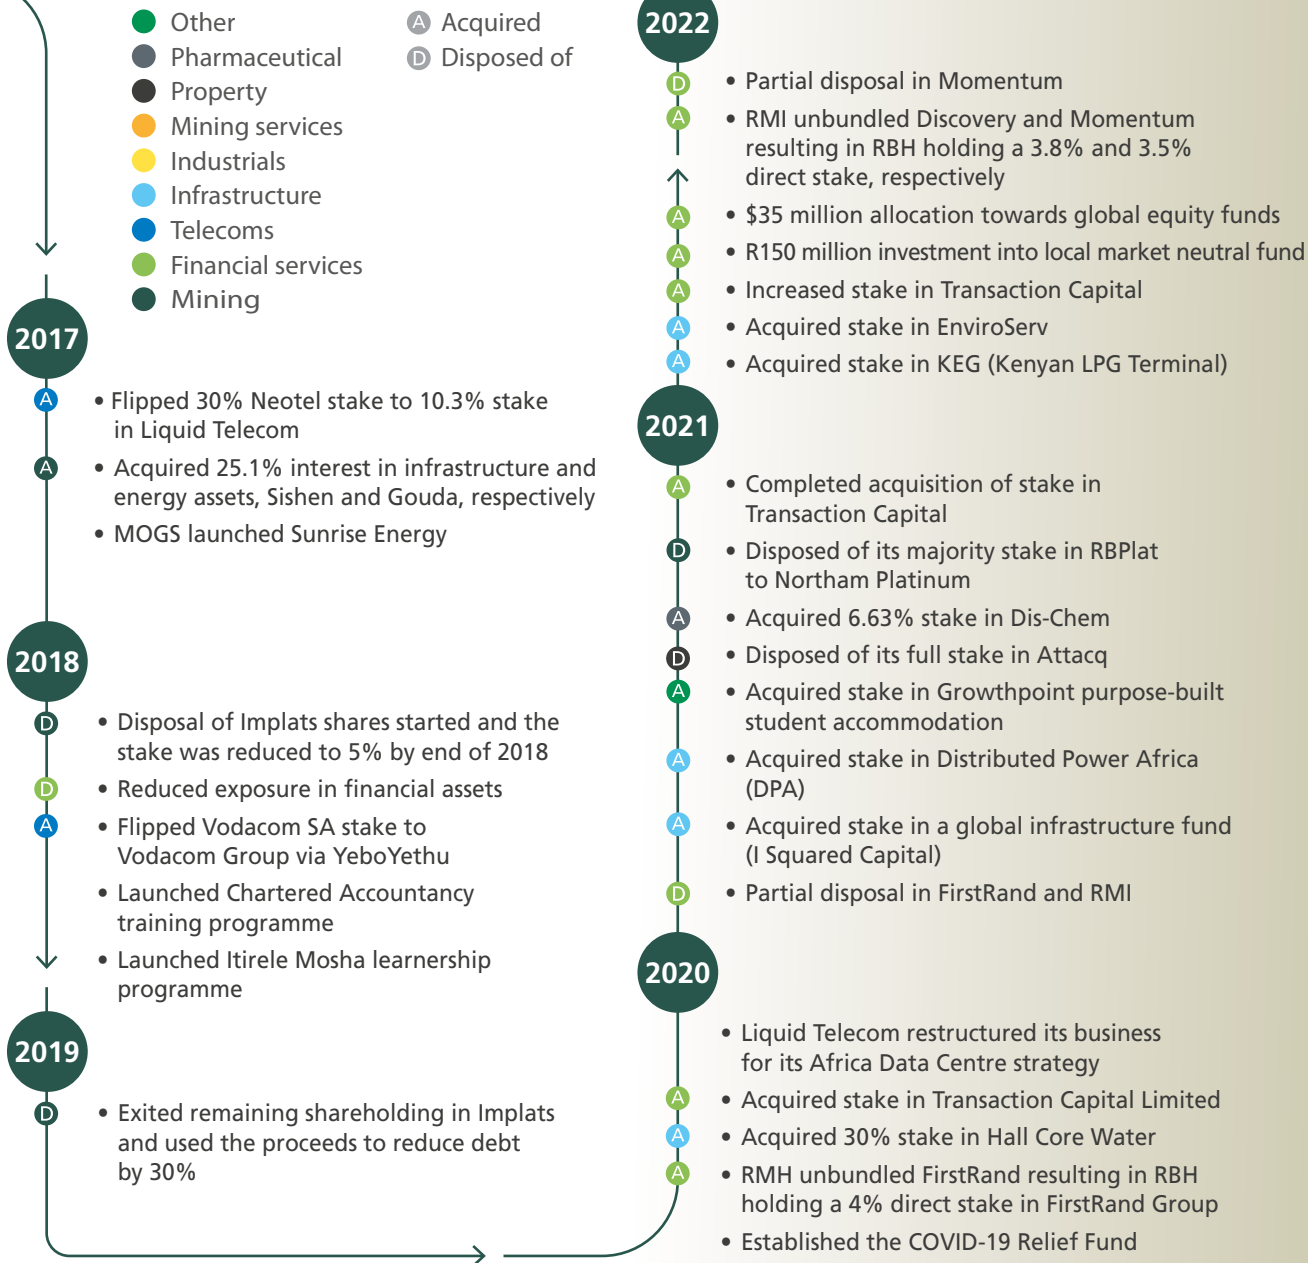 Other
Pharmaceutical
Property
Mining services
Industrials
Infrastructure
Telecoms
Financial services
Mining
A Acquired
D Disposed of
2017
A • Flipped 30% Neotel stake to 10.3% stake
in Liquid Telecom
A • Acquired 25.1% interest in infrastructure and
energy assets, Sishen and Gouda, respectively
• MOGS launched Sunrise Energy
2018
D • Disposal of Implats shares started and the
stake was reduced to 5% by end of 2018
D • Reduced exposure in financial assets
A • Flipped Vodacom SA stake to
Vodacom Group via YeboYethu
• Launched Chartered Accountancy
training programme
• Launched Itirele Mosha learnership
programme
2019
D • Exited remaining shareholding in Implats
and used the proceeds to reduce debt
by 30%
2022
D • Partial disposal in Momentum
A • RMI unbundled Discovery and Momentum
resulting in RBH holding a 3.8% and 3.5%
direct stake, respectively
A • $35 million allocation towards global equity funds
A • R150 million investment into local market neutral fund
A • Increased stake in Transaction Capital
A • Acquired stake in EnviroServ
A • Acquired stake in KEG (Kenyan LPG Terminal)
2021
A • Completed acquisition of stake in
Transaction Capital
D • Disposed of its majority stake in RBPlat
to Northam Platinum
A • Acquired 6.63% stake in Dis-Chem
D • Disposed of its full stake in Attacq
A • Acquired stake in Growthpoint purpose-built
student accommodation
A • Acquired stake in Distributed Power Africa
(DPA)
A • Acquired stake in a global infrastructure fund
(I Squared Capital)
D • Partial disposal in FirstRand and RMI
2020
• Liquid Telecom restructured its business
for its Africa Data Centre strategy
A • Acquired stake in Transaction Capital Limited
A • Acquired 30% stake in Hall Core Water
A • RMH unbundled FirstRand resulting in RBH
holding a 4% direct stake in FirstRand Group
• Established the COVID-19 Relief Fund